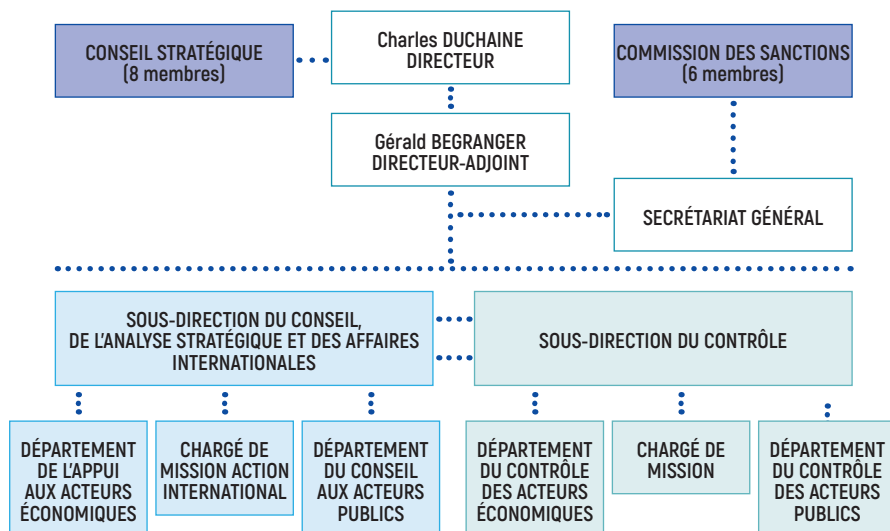 CONSEIL STRATÉGIQUE
(8 membres)
Charles DUCHAINE
DIRECTEUR
COMMISSION DES SANCTIONS
(6 membres)
Gérald BEGRANGER
DIRECTEUR-ADJOINT
SECRÉTARIAT GÉNÉRAL
SOUS-DIRECTION DU CONSEIL,
DE L'ANALYSE STRATÉGIQUE ET DES AFFAIRES
INTERNATIONALES
SOUS-DIRECTION DU CONTRÔLE
DÉPARTEMENT
DE L'APPUI
AUX ACTEURS
ÉCONOMIQUES
CHARGÉ DE
MISSION ACTION
INTERNATIONAL
DÉPARTEMENT
DU CONSEIL
AUX ACTEURS
PUBLICS
DÉPARTEMENT
DU CONTRÔLE
DES ACTEURS
ÉCONOMIQUES
CHARGÉ DE
MISSION
DÉPARTEMENT
DU CONTRÔLE
DES ACTEURS
PUBLICS